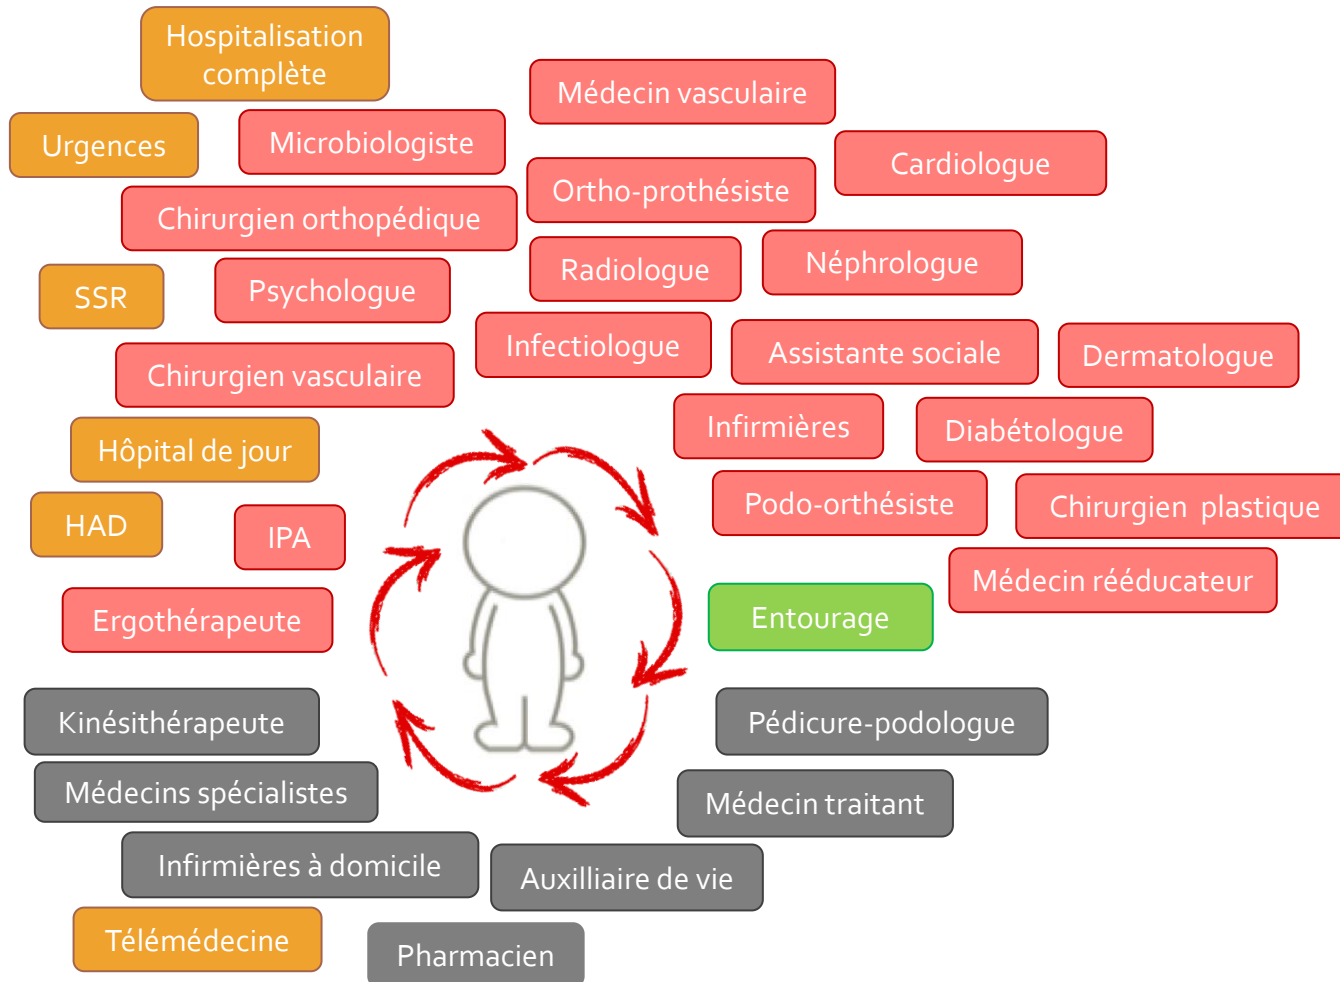 Hospitalisation
complète
Médecin vasculaire
Urgences
Microbiologiste
Cardiologue
Ortho-prothésiste
Chirurgien orthopédique
Néphrologue
Radiologue
Psychologue
SSR
Infectiologue
Assistante sociale
Dermatologue
Chirurgien vasculaire
Infirmières
Diabétologue
Hôpital de jour
Podo-orthésiste
Chirurgien plastique
HAD
IPA
Médecin rééducateur
Ergothérapeute
Entourage
Kinésithérapeute
Pédicure-podologue
Médecins spécialistes
Médecin traitant
Infirmières à domicile
Auxilliaire de vie
Télémédecine
Pharmacien